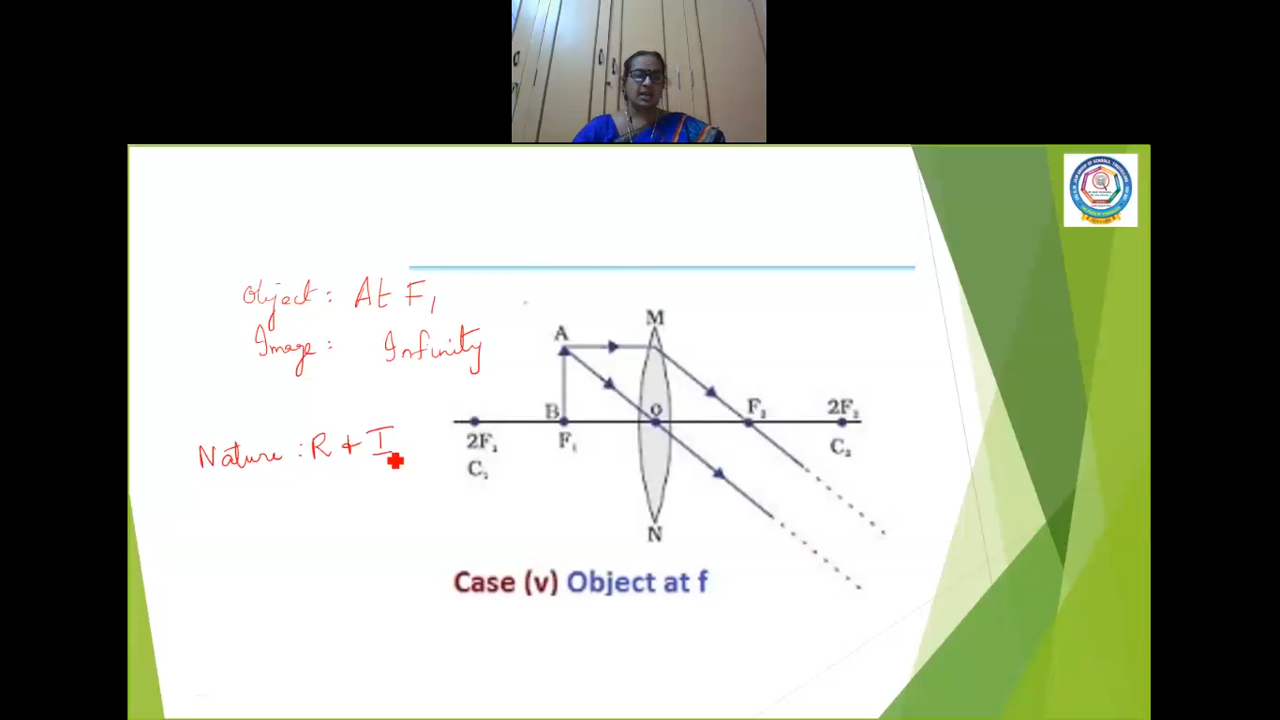 Object : At F₁
Image : Infinity
Nature : R & I
M
A
B
O
F₂
2F₂
2F₁
F₁
C₂
C₁
N
Case (v) Object at f